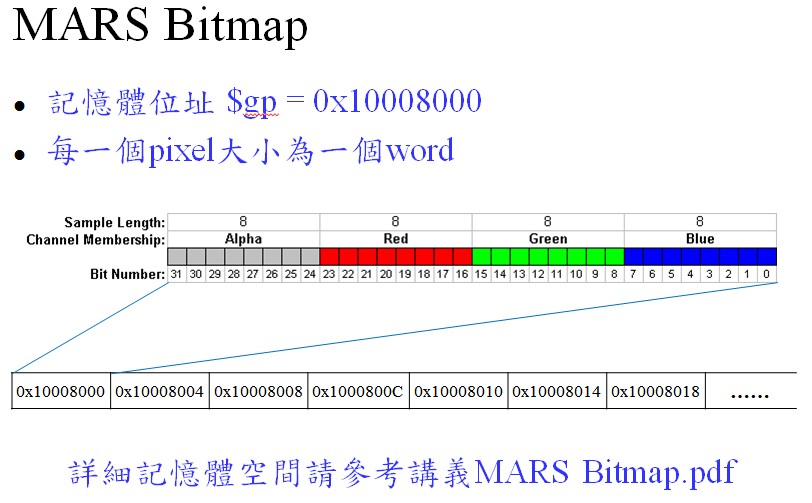 MARS Bitmap
• 記憶體位址 $gp = 0x10008000
• 每一個pixel大小為一個word
Sample Length: 8 8 8 8
Channel Membership: Alpha Red Green Blue
Bit Number: 31 30 29 28 27 26 25 24 23 22 21 20 19 18 17 16 15 14 13 12 11 10 9 8 7 6 5 4 3 2 1 0
0x10008000 0x10008004 0x10008008 0x1000800C 0x10008010 0x10008014 0x10008018 ……
詳細記憶體空間請參考講義MARS Bitmap.pdf